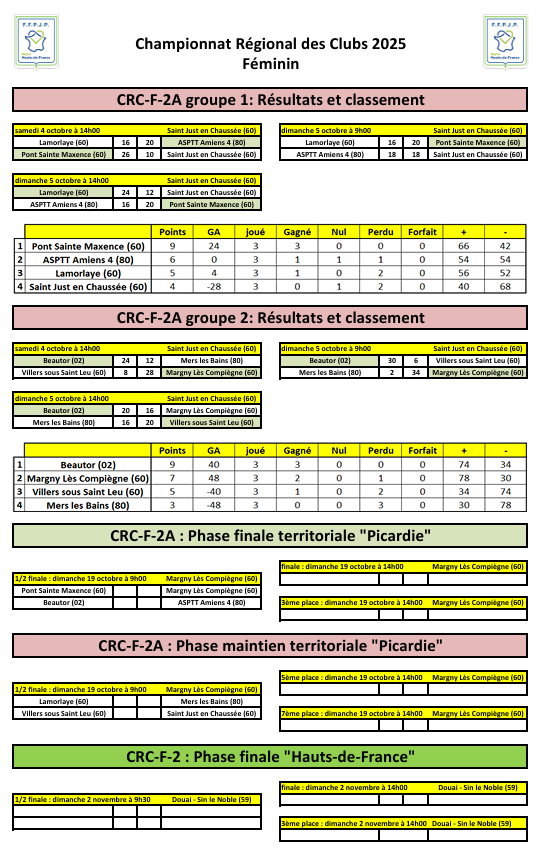 F.F.P.J.P.
Hauts-de-France
F.F.P.J.P.
Hauts-de-France
Championnat Régional des Clubs 2025
Féminin
CRC-F-2A groupe 1: Résultats et classement
samedi 4 octobre à 14h00 Saint Just en Chaussée (60)
Lamorlaye (60) 16 20 ASPTT Amiens 4 (80)
Pont Sainte Maxence (60) 26 10 Saint Just en Chaussée (60)
dimanche 5 octobre à 9h00 Saint Just en Chaussée (60)
Lamorlaye (60) 16 20 Pont Sainte Maxence (60)
ASPTT Amiens 4 (80) 18 18 Saint Just en Chaussée (60)
dimanche 5 octobre à 14h00 Saint Just en Chaussée (60)
Lamorlaye (60) 24 12 Saint Just en Chaussée (60)
ASPTT Amiens 4 (80) 16 20 Pont Sainte Maxence (60)
Points GA joué Gagné Nul Perdu Forfait + -
1 Pont Sainte Maxence (60) 9 24 3 3 0 0 0 66 42
2 ASPTT Amiens 4 (80) 6 0 3 1 1 1 0 54 54
3 Lamorlaye (60) 5 4 3 1 0 2 0 56 52
4 Saint Just en Chaussée (60) 4 -28 3 0 1 2 0 40 68
CRC-F-2A groupe 2: Résultats et classement
samedi 4 octobre à 14h00 Saint Just en Chaussée (60)
Beautor (02) 24 12 Mers les Bains (80)
Villers sous Saint Leu (60) 8 28 Margny Lès Compiègne (60)
dimanche 5 octobre à 9h00 Saint Just en Chaussée (60)
Beautor (02) 30 6 Villers sous Saint Leu (60)
Mers les Bains (80) 2 34 Margny Lès Compiègne (60)
dimanche 5 octobre à 14h00 Saint Just en Chaussée (60)
Beautor (02) 20 16 Margny Lès Compiègne (60)
Mers les Bains (80) 16 20 Villers sous Saint Leu (60)
Points GA joué Gagné Nul Perdu Forfait + -
1 Beautor (02) 9 40 3 3 0 0 0 74 34
2 Margny Lès Compiègne (60) 7 48 3 2 0 1 0 78 30
3 Villers sous Saint Leu (60) 5 -40 3 1 0 2 0 34 74
4 Mers les Bains (80) 3 -48 3 0 0 3 0 30 78
CRC-F-2A : Phase finale territoriale "Picardie"
finale : dimanche 19 octobre à 14h00 Margny Lès Compiègne (60)
1/2 finale : dimanche 19 octobre à 9h00 Margny Lès Compiègne (60)
Pont Sainte Maxence (60) Margny Lès Compiègne (60)
Beautor (02) ASPTT Amiens 4 (80)
3ème place : dimanche 19 octobre à 14h00 Margny Lès Compiègne (60)
CRC-F-2A : Phase maintien territoriale "Picardie"
5ème place : dimanche 19 octobre à 14h00 Margny Lès Compiègne (60)
1/2 finale : dimanche 19 octobre à 9h00 Margny Lès Compiègne (60)
Lamorlaye (60) Mers les Bains (80)
Villers sous Saint Leu (60) Saint Just en Chaussée (60)
7ème place : dimanche 19 octobre à 14h00 Margny Lès Compiègne (60)
CRC-F-2 : Phase finale "Hauts-de-France"
finale : dimanche 2 novembre à 14h00 Douai - Sin le Noble (59)
1/2 finale : dimanche 2 novembre à 9h30 Douai - Sin le Noble (59)
3ème place : dimanche 2 novembre à 14h00 Douai - Sin le Noble (59)